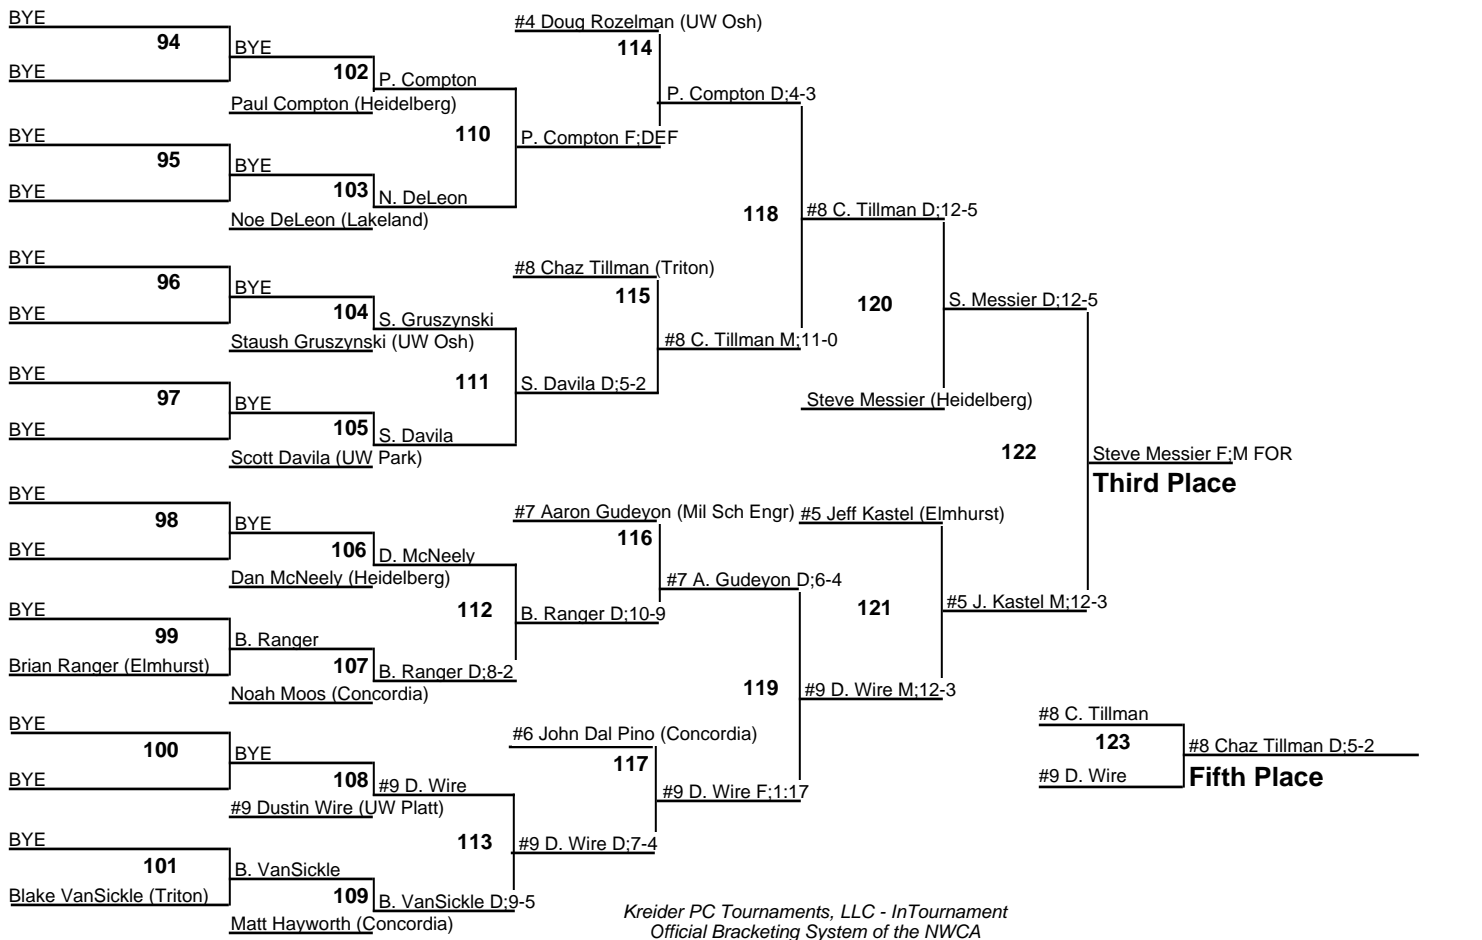 BYE
94
BYE
BYE
102
P. Compton
Paul Compton (Heidelberg)
BYE
95
BYE
BYE
103
N. DeLeon
Noe DeLeon (Lakeland)
110
P. Compton F;DEF
#4 Doug Rozelman (UW Osh)
114
P. Compton D;4-3
BYE
96
BYE
BYE
104
S. Gruszynski
Staush Gruszynski (UW Osh)
BYE
97
BYE
BYE
105
S. Davila
Scott Davila (UW Park)
111
S. Davila D;5-2
#8 Chaz Tillman (Triton)
115
#8 C. Tillman M;11-0
118
#8 C. Tillman D;12-5
120
S. Messier D;12-5
Steve Messier (Heidelberg)
122
Steve Messier F;M FOR
Third Place
BYE
98
BYE
BYE
106
D. McNeely
Dan McNeely (Heidelberg)
BYE
99
B. Ranger
Brian Ranger (Elmhurst)
107
B. Ranger D;8-2
Noah Moos (Concordia)
112
B. Ranger D;10-9
#7 Aaron Gudeyon (Mil Sch Engr)
116
#7 A. Gudeyon D;6-4
#5 Jeff Kastel (Elmhurst)
121
#5 J. Kastel M;12-3
119
#9 D. Wire M;12-3
BYE
100
BYE
BYE
108
#9 D. Wire
#9 Dustin Wire (UW Platt)
BYE
101
B. VanSickle
Blake VanSickle (Triton)
109
B. VanSickle D;9-5
Matt Hayworth (Concordia)
113
#9 D. Wire D;7-4
#6 John Dal Pino (Concordia)
117
#9 D. Wire F;1:17
#8 C. Tillman
123
#9 D. Wire
#8 Chaz Tillman D;5-2
Fifth Place
Kreider PC Tournaments, LLC - InTournament
Official Bracketing System of the NWCA